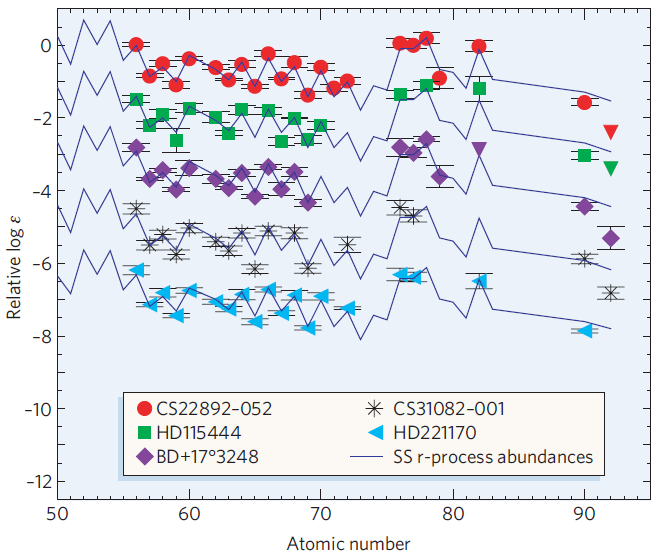 0
-2
-4
-6
-8
-10
-12
Relative log ε
CS22892-052
CS31082-001
HD115444
HD221170
BD+17°3248
SS r-process abundances
50
60
70
80
90
Atomic number